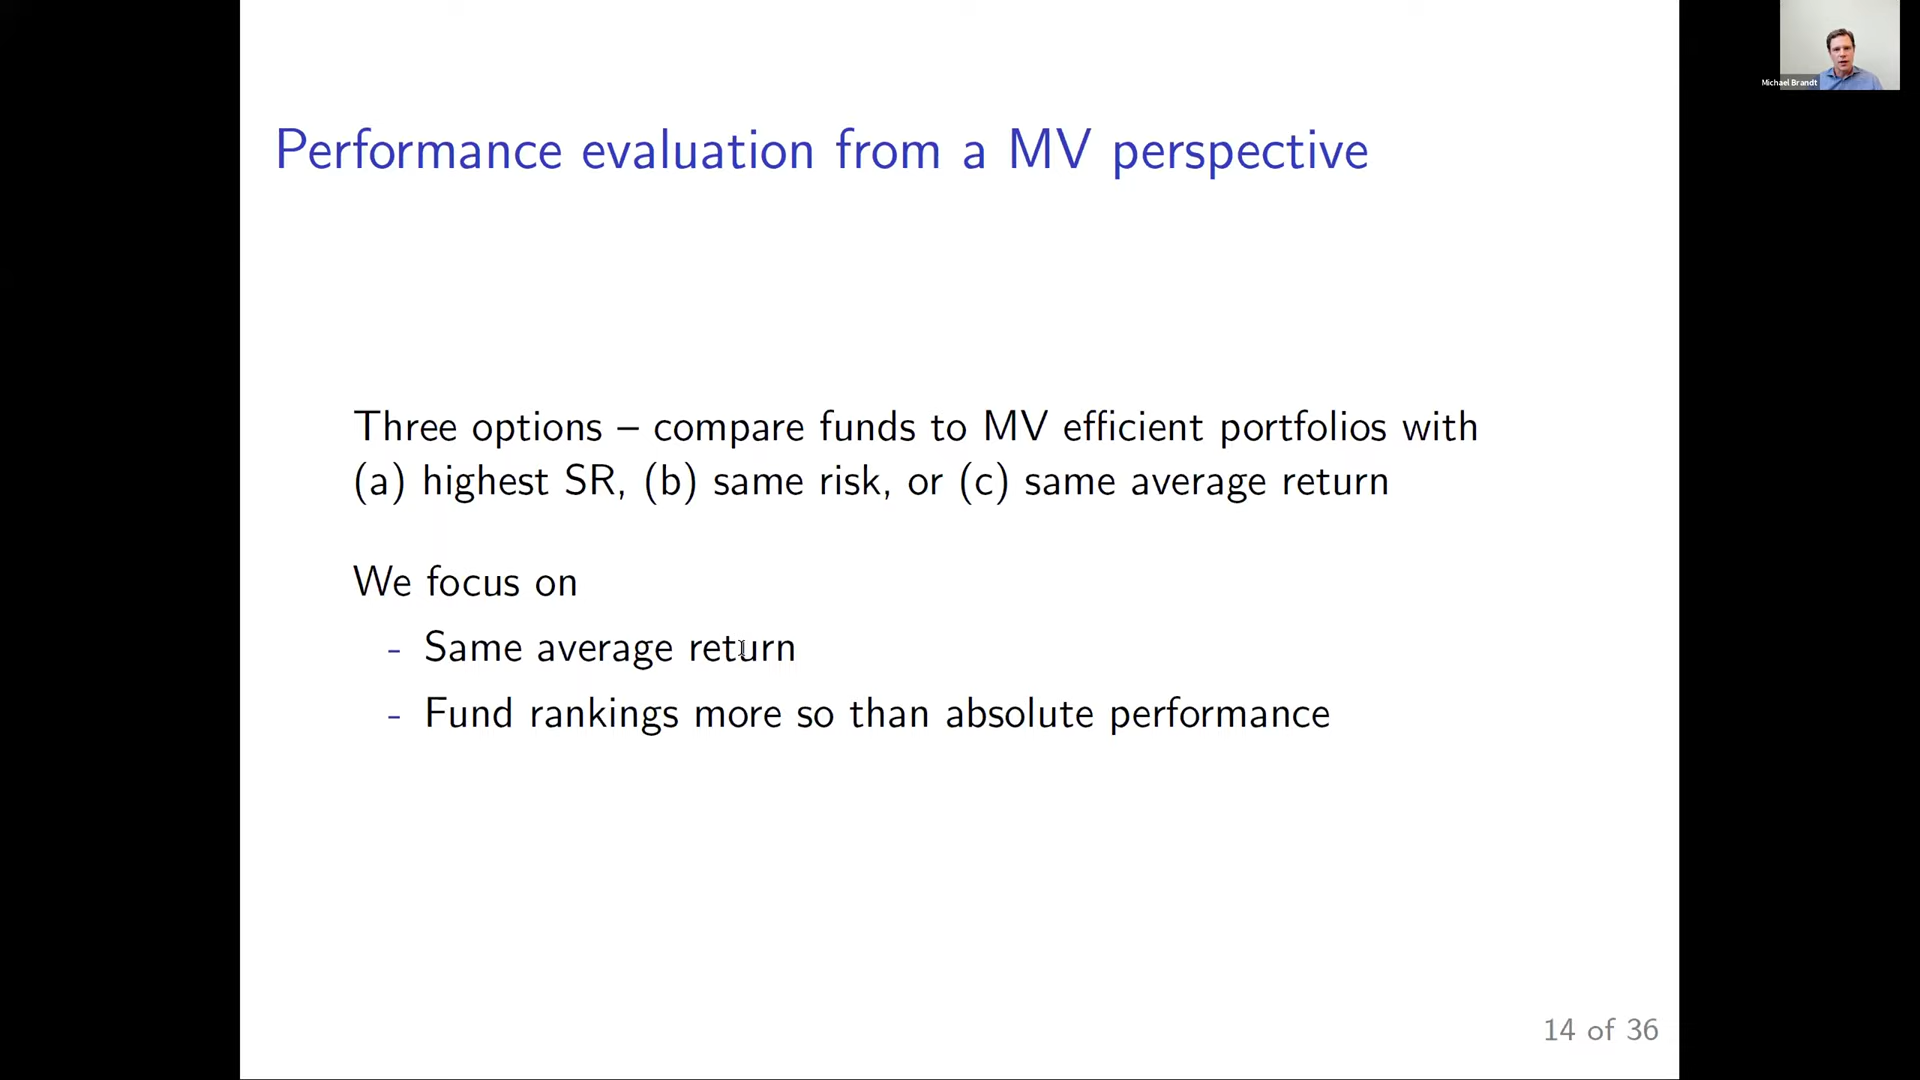 Michael Brandt
Performance evaluation from a MV perspective
Three options – compare funds to MV efficient portfolios with
(a) highest SR, (b) same risk, or (c) same average return
We focus on
- Same average return
- Fund rankings more so than absolute performance
14 of 36